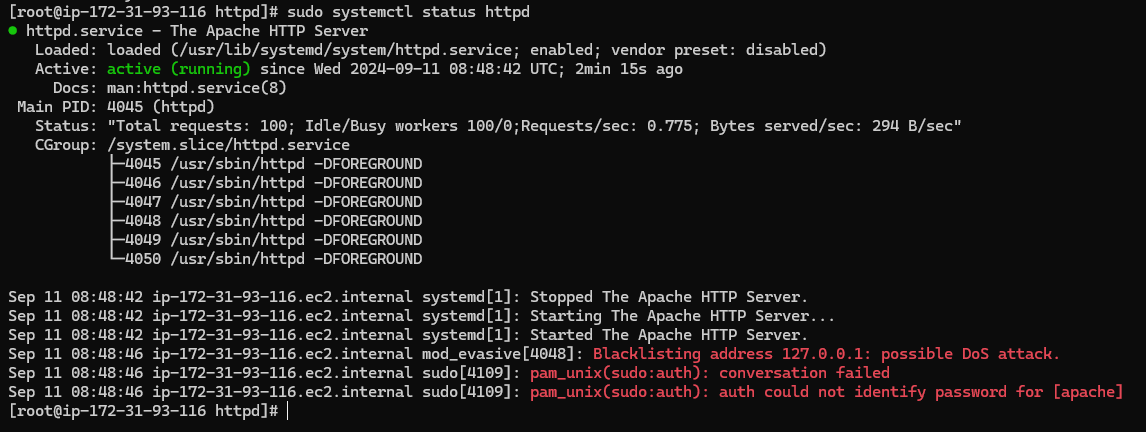 [root@ip-172-31-93-116 httpd]# sudo systemctl status httpd
● httpd.service - The Apache HTTP Server
   Loaded: loaded (/usr/lib/systemd/system/httpd.service; enabled; vendor preset: disabled)
   Active: active (running) since Wed 2024-09-11 08:48:42 UTC; 2min 15s ago
     Docs: man:httpd.service(8)
 Main PID: 4045 (httpd)
   Status: "Total requests: 100; Idle/Busy workers 100/0;Requests/sec: 0.775; Bytes served/sec: 294 B/sec"
   CGroup: /system.slice/httpd.service
           ├─4045 /usr/sbin/httpd -DFOREGROUND
           ├─4046 /usr/sbin/httpd -DFOREGROUND
           ├─4047 /usr/sbin/httpd -DFOREGROUND
           ├─4048 /usr/sbin/httpd -DFOREGROUND
           ├─4049 /usr/sbin/httpd -DFOREGROUND
           └─4050 /usr/sbin/httpd -DFOREGROUND

Sep 11 08:48:42 ip-172-31-93-116.ec2.internal systemd[1]: Stopped The Apache HTTP Server.
Sep 11 08:48:42 ip-172-31-93-116.ec2.internal systemd[1]: Starting The Apache HTTP Server...
Sep 11 08:48:42 ip-172-31-93-116.ec2.internal systemd[1]: Started The Apache HTTP Server.
Sep 11 08:48:46 ip-172-31-93-116.ec2.internal mod_evasive[4048]: Blacklisting address 127.0.0.1: possible DoS attack.
Sep 11 08:48:46 ip-172-31-93-116.ec2.internal sudo[4109]: pam_unix(sudo:auth): conversation failed
Sep 11 08:48:46 ip-172-31-93-116.ec2.internal sudo[4109]: pam_unix(sudo:auth): auth could not identify password for [apache]
[root@ip-172-31-93-116 httpd]#